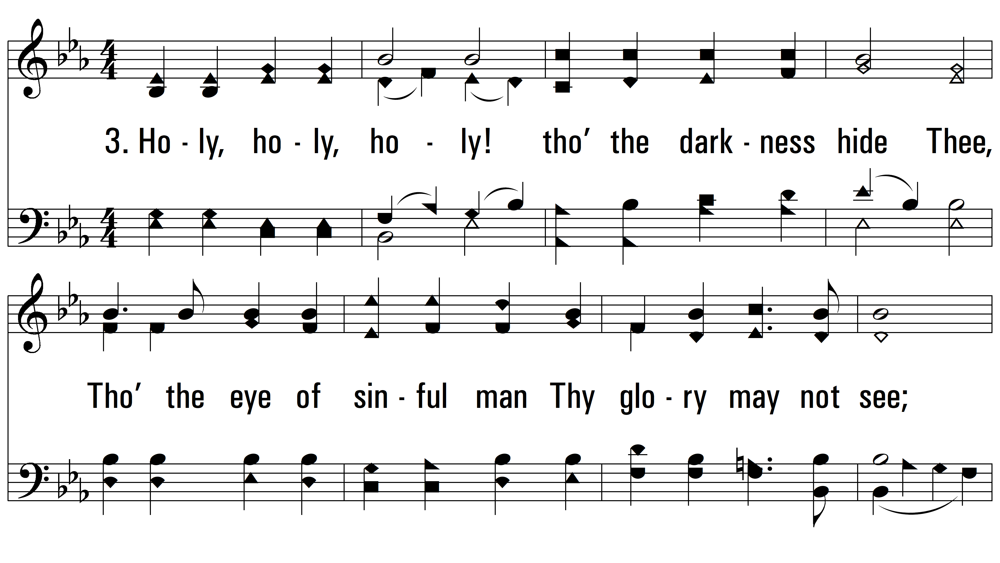 3. Ho - ly, ho - ly, ho - ly! tho’ the dark - ness hide Thee,
Tho’ the eye of sin - ful man Thy glo - ry may not see;